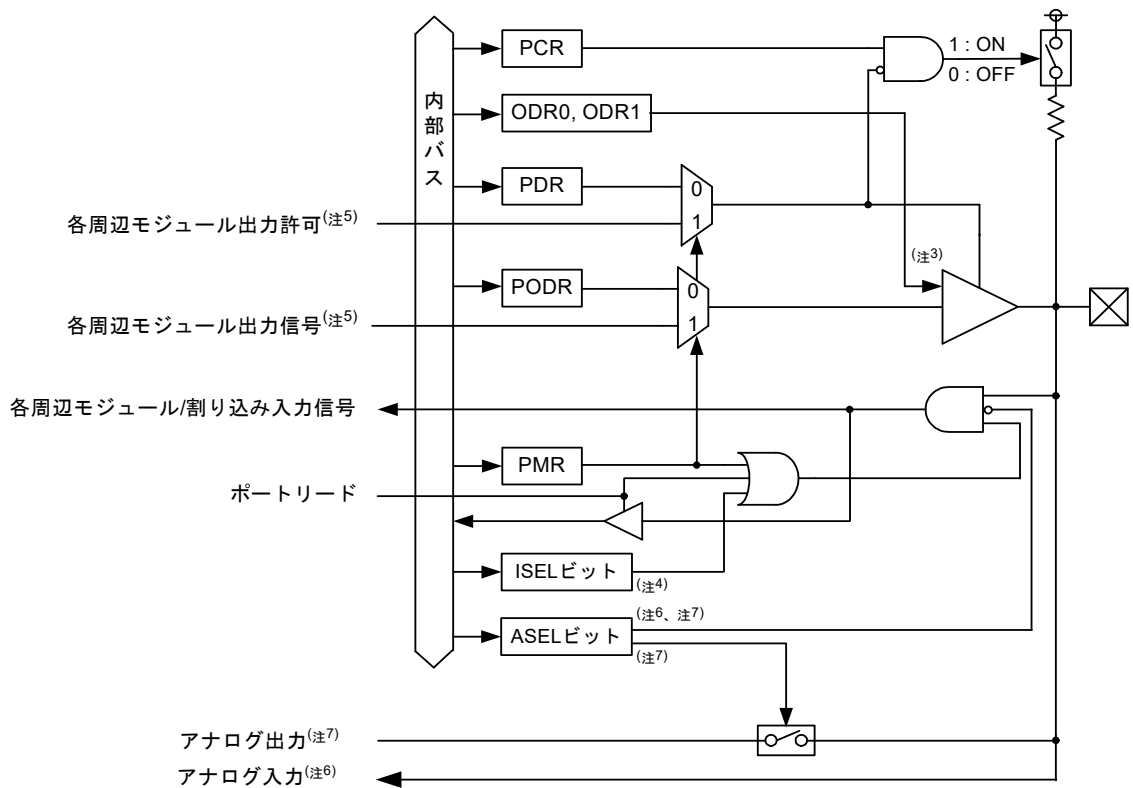 PCR
1 : ON
0 : OFF
内部バス
ODR0, ODR1
PDR
0
各周辺モジュール出力許可(注5)
1
(注3)
PODR
0
各周辺モジュール出力信号(注5)
1
各周辺モジュール/割り込み入力信号
PMR
ポートリード
ISELビット
(注4)
(注6、注7)
ASELビット
(注7)
アナログ出力(注7)
アナログ入力(注6)